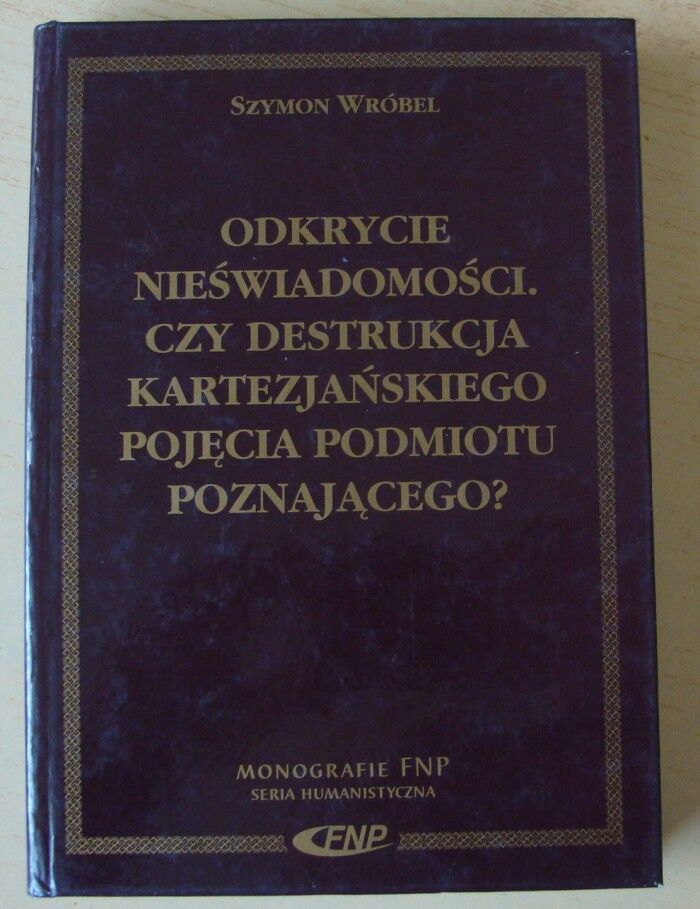 SZYMON WRÓBEL
ODKRYCIE
NIEŚWIADOMOŚCI.
CZY DESTRUKCJA
KARTEZJAŃSKIEGO
POJĘCIA PODMIOTU
POZNAJĄCEGO?
MONOGRAFIE FNP
SERIA HUMANISTYCZNA
FNP